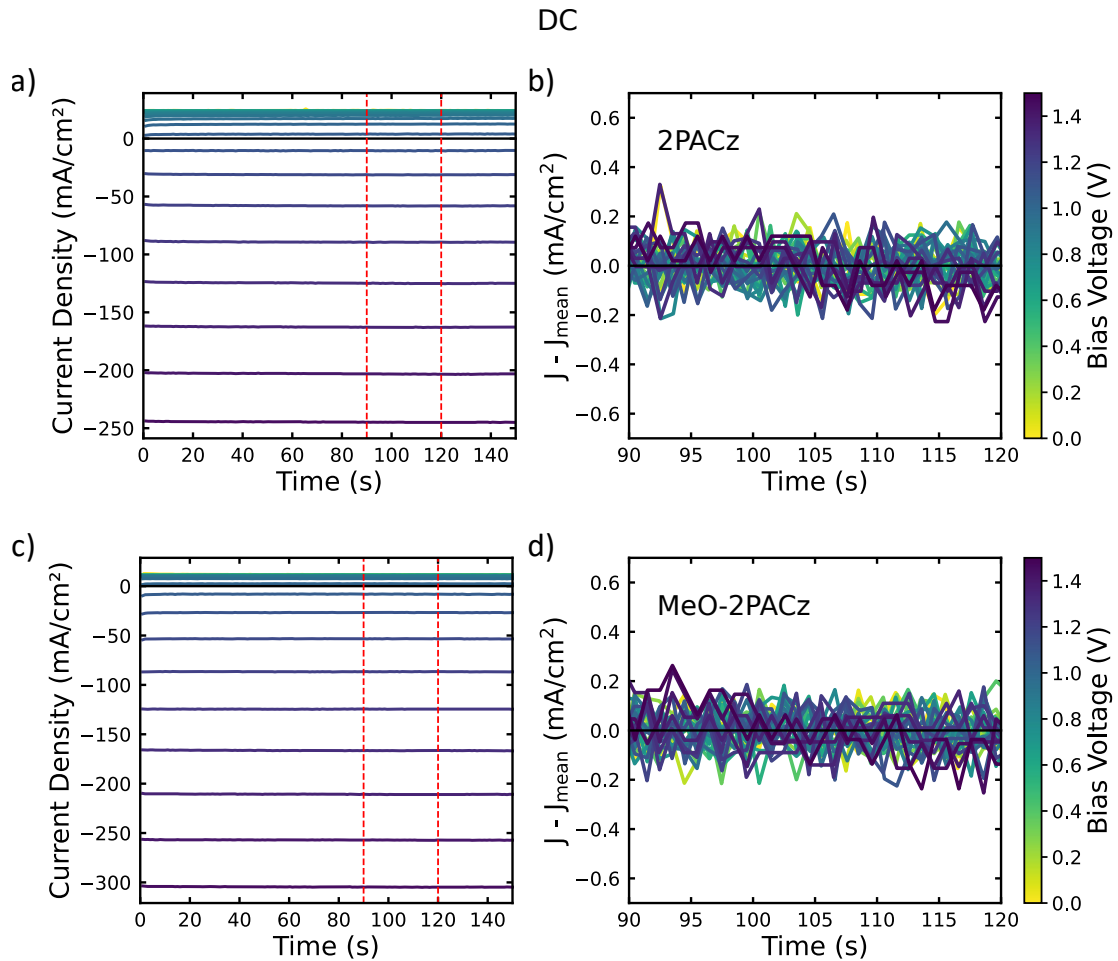 DC
a)
Current Density (mA/cm²)
0
−50
−100
−150
−200
−250
0 20 40 60 80 100 120 140
Time (s)
b)
2PACz
J - Jmean (mA/cm²)
0.6
0.4
0.2
0.0
−0.2
−0.4
−0.6
90 95 100 105 110 115 120
Time (s)
Bias Voltage (V)
1.4
1.2
1.0
0.8
0.6
0.4
0.2
0.0
c)
Current Density (mA/cm²)
0
−50
−100
−150
−200
−250
−300
0 20 40 60 80 100 120 140
Time (s)
d)
MeO-2PACz
J - Jmean (mA/cm²)
0.6
0.4
0.2
0.0
−0.2
−0.4
−0.6
90 95 100 105 110 115 120
Time (s)
Bias Voltage (V)
1.4
1.2
1.0
0.8
0.6
0.4
0.2
0.0